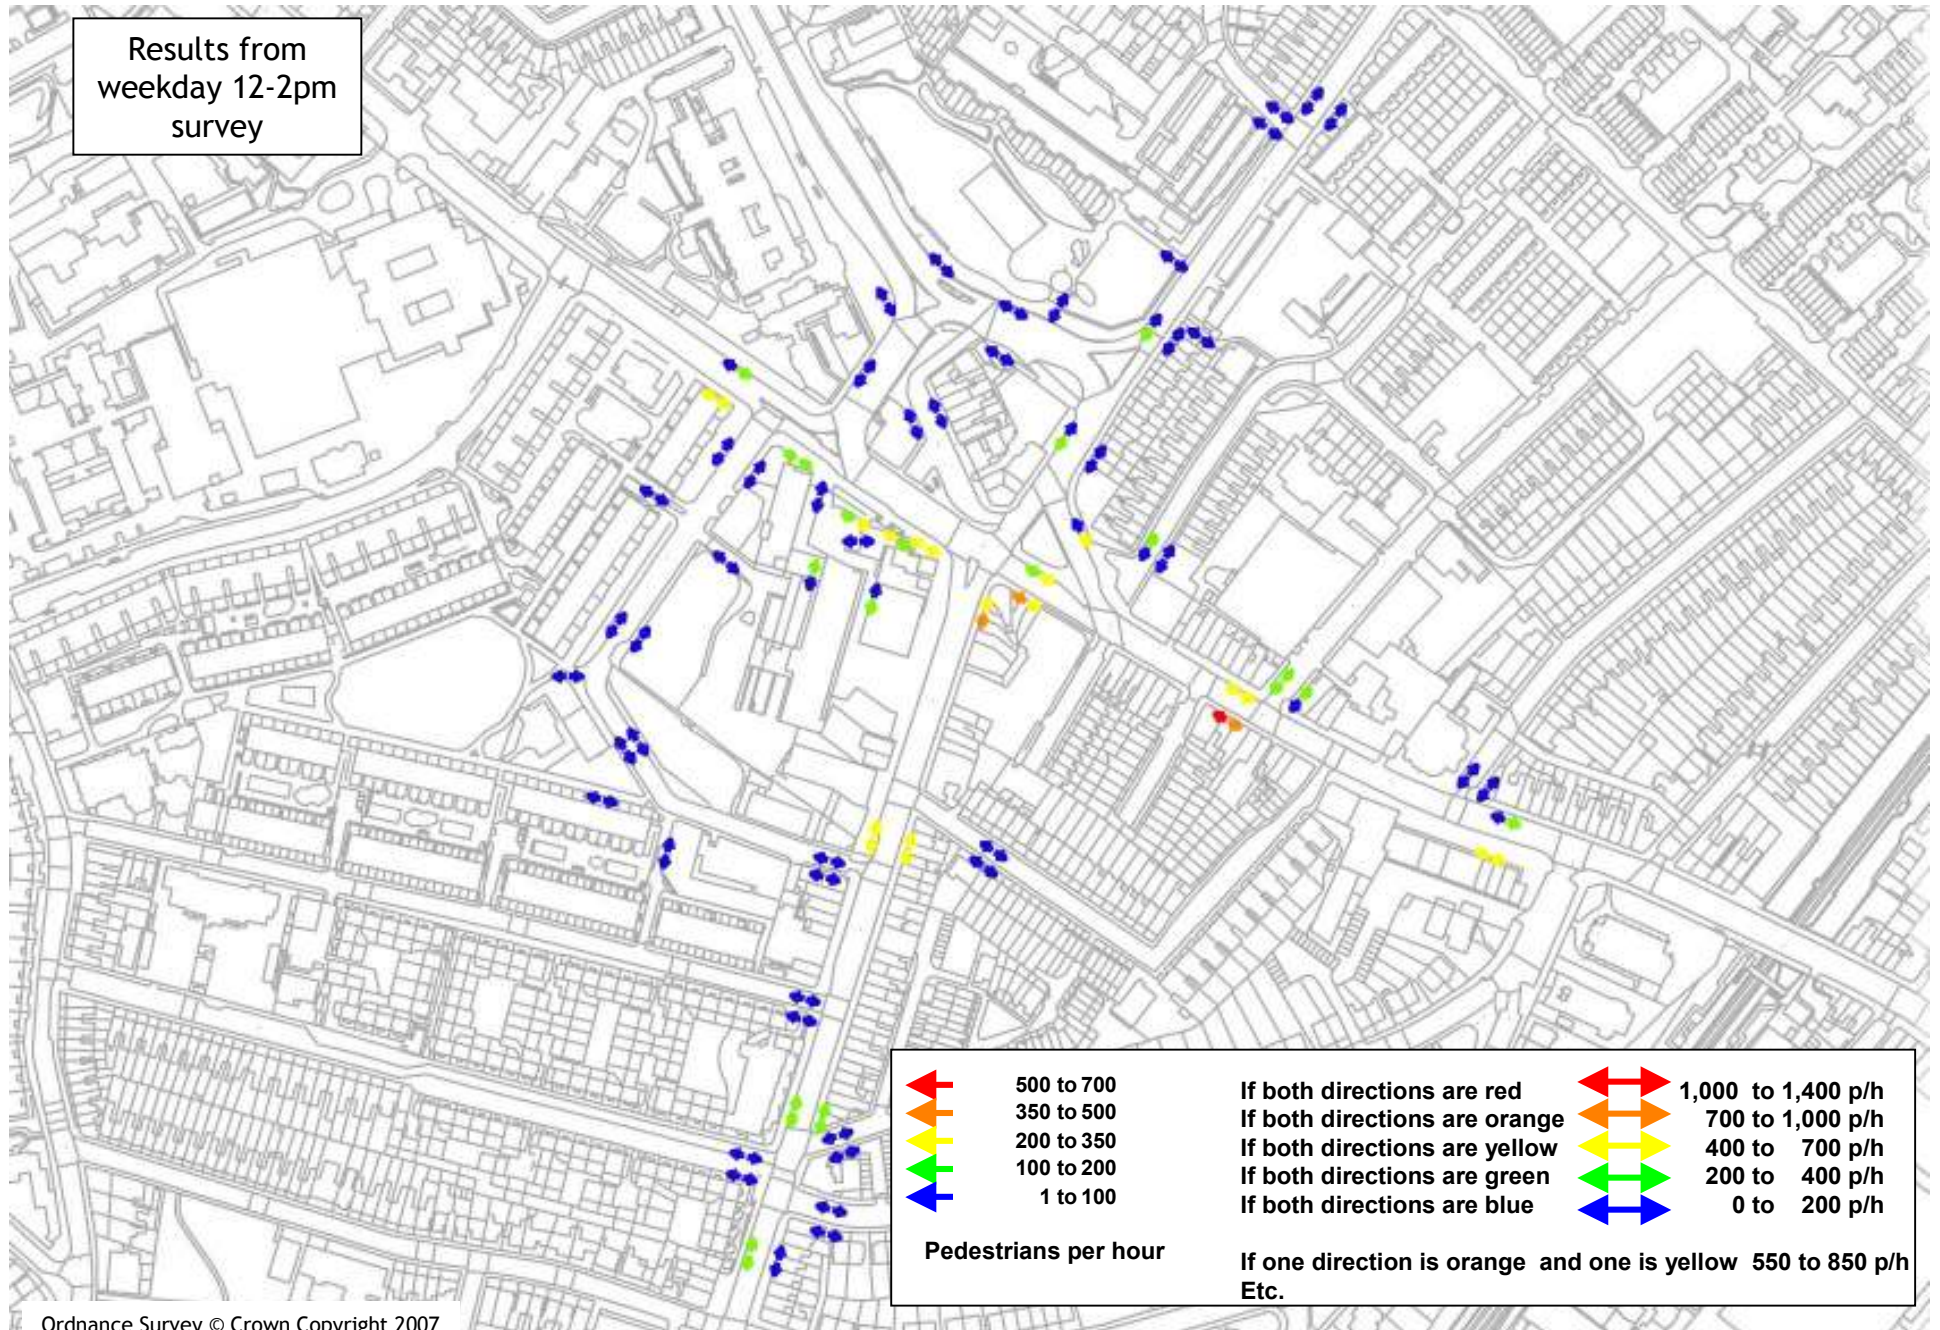 Results from
weekday 12-2pm
survey
500 to 700
350 to 500
200 to 350
100 to 200
1 to 100
Pedestrians per hour
If both directions are red 1,000 to 1,400 p/h
If both directions are orange 700 to 1,000 p/h
If both directions are yellow 400 to 700 p/h
If both directions are green 200 to 400 p/h
If both directions are blue 0 to 200 p/h
If one direction is orange and one is yellow 550 to 850 p/h
Etc.
Ordnance Survey © Crown Copyright 2007